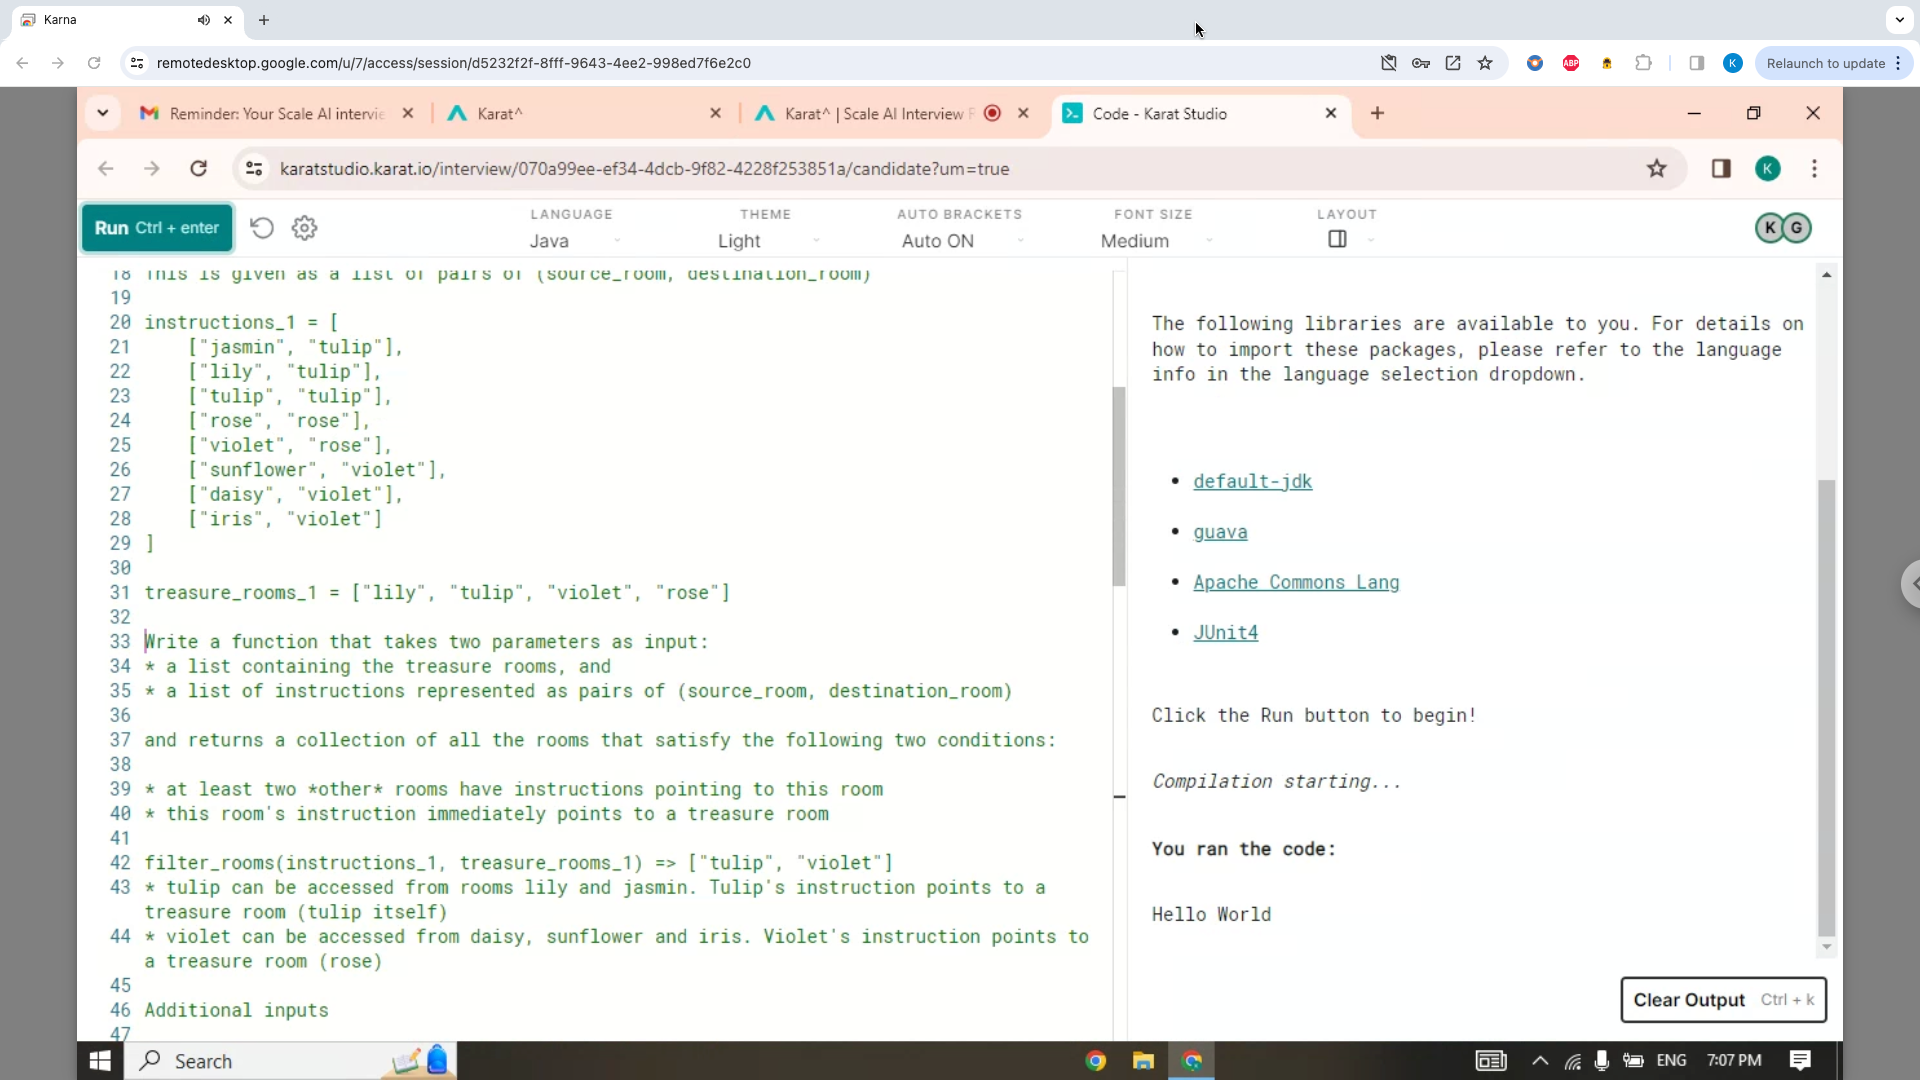 Karna
remotedesktop.google.com/u/7/access/session/d5232f2f-8fff-9643-4ee2-998ed7f6e2c0
ABP
K
Relaunch to update
Reminder: Your Scale AI intervie
Karat^
Karat^ | Scale AI Interview
Code - Karat Studio
karatstudio.karat.io/interview/070a99ee-ef34-4dcb-9f82-4228f253851a/candidate?um=true
K
Run Ctrl + enter
LANGUAGE
Java
THEME
Light
AUTO BRACKETS
Auto ON
FONT SIZE
Medium
LAYOUT
K G
18 This is given as a list of pairs of (source_room, destination_room)
19
20 instructions_1 = [
21 ["jasmin", "tulip"],
22 ["lily", "tulip"],
23 ["tulip", "tulip"],
24 ["rose", "rose"],
25 ["violet", "rose"],
26 ["sunflower", "violet"],
27 ["daisy", "violet"],
28 ["iris", "violet"]
29 ]
30
31 treasure_rooms_1 = ["lily", "tulip", "violet", "rose"]
32
33 Write a function that takes two parameters as input:
34 * a list containing the treasure rooms, and
35 * a list of instructions represented as pairs of (source_room, destination_room)
36
37 and returns a collection of all the rooms that satisfy the following two conditions:
38
39 * at least two *other* rooms have instructions pointing to this room
40 * this room's instruction immediately points to a treasure room
41
42 filter_rooms(instructions_1, treasure_rooms_1) => ["tulip", "violet"]
43 * tulip can be accessed from rooms lily and jasmin. Tulip's instruction points to a
treasure room (tulip itself)
44 * violet can be accessed from daisy, sunflower and iris. Violet's instruction points to
a treasure room (rose)
45
46 Additional inputs
47
The following libraries are available to you. For details on
how to import these packages, please refer to the language
info in the language selection dropdown.
• default-jdk
• guava
• Apache Commons Lang
• JUnit4
Click the Run button to begin!
Compilation starting...
You ran the code:
Hello World
Clear Output Ctrl + k
Search
ENG
7:07 PM